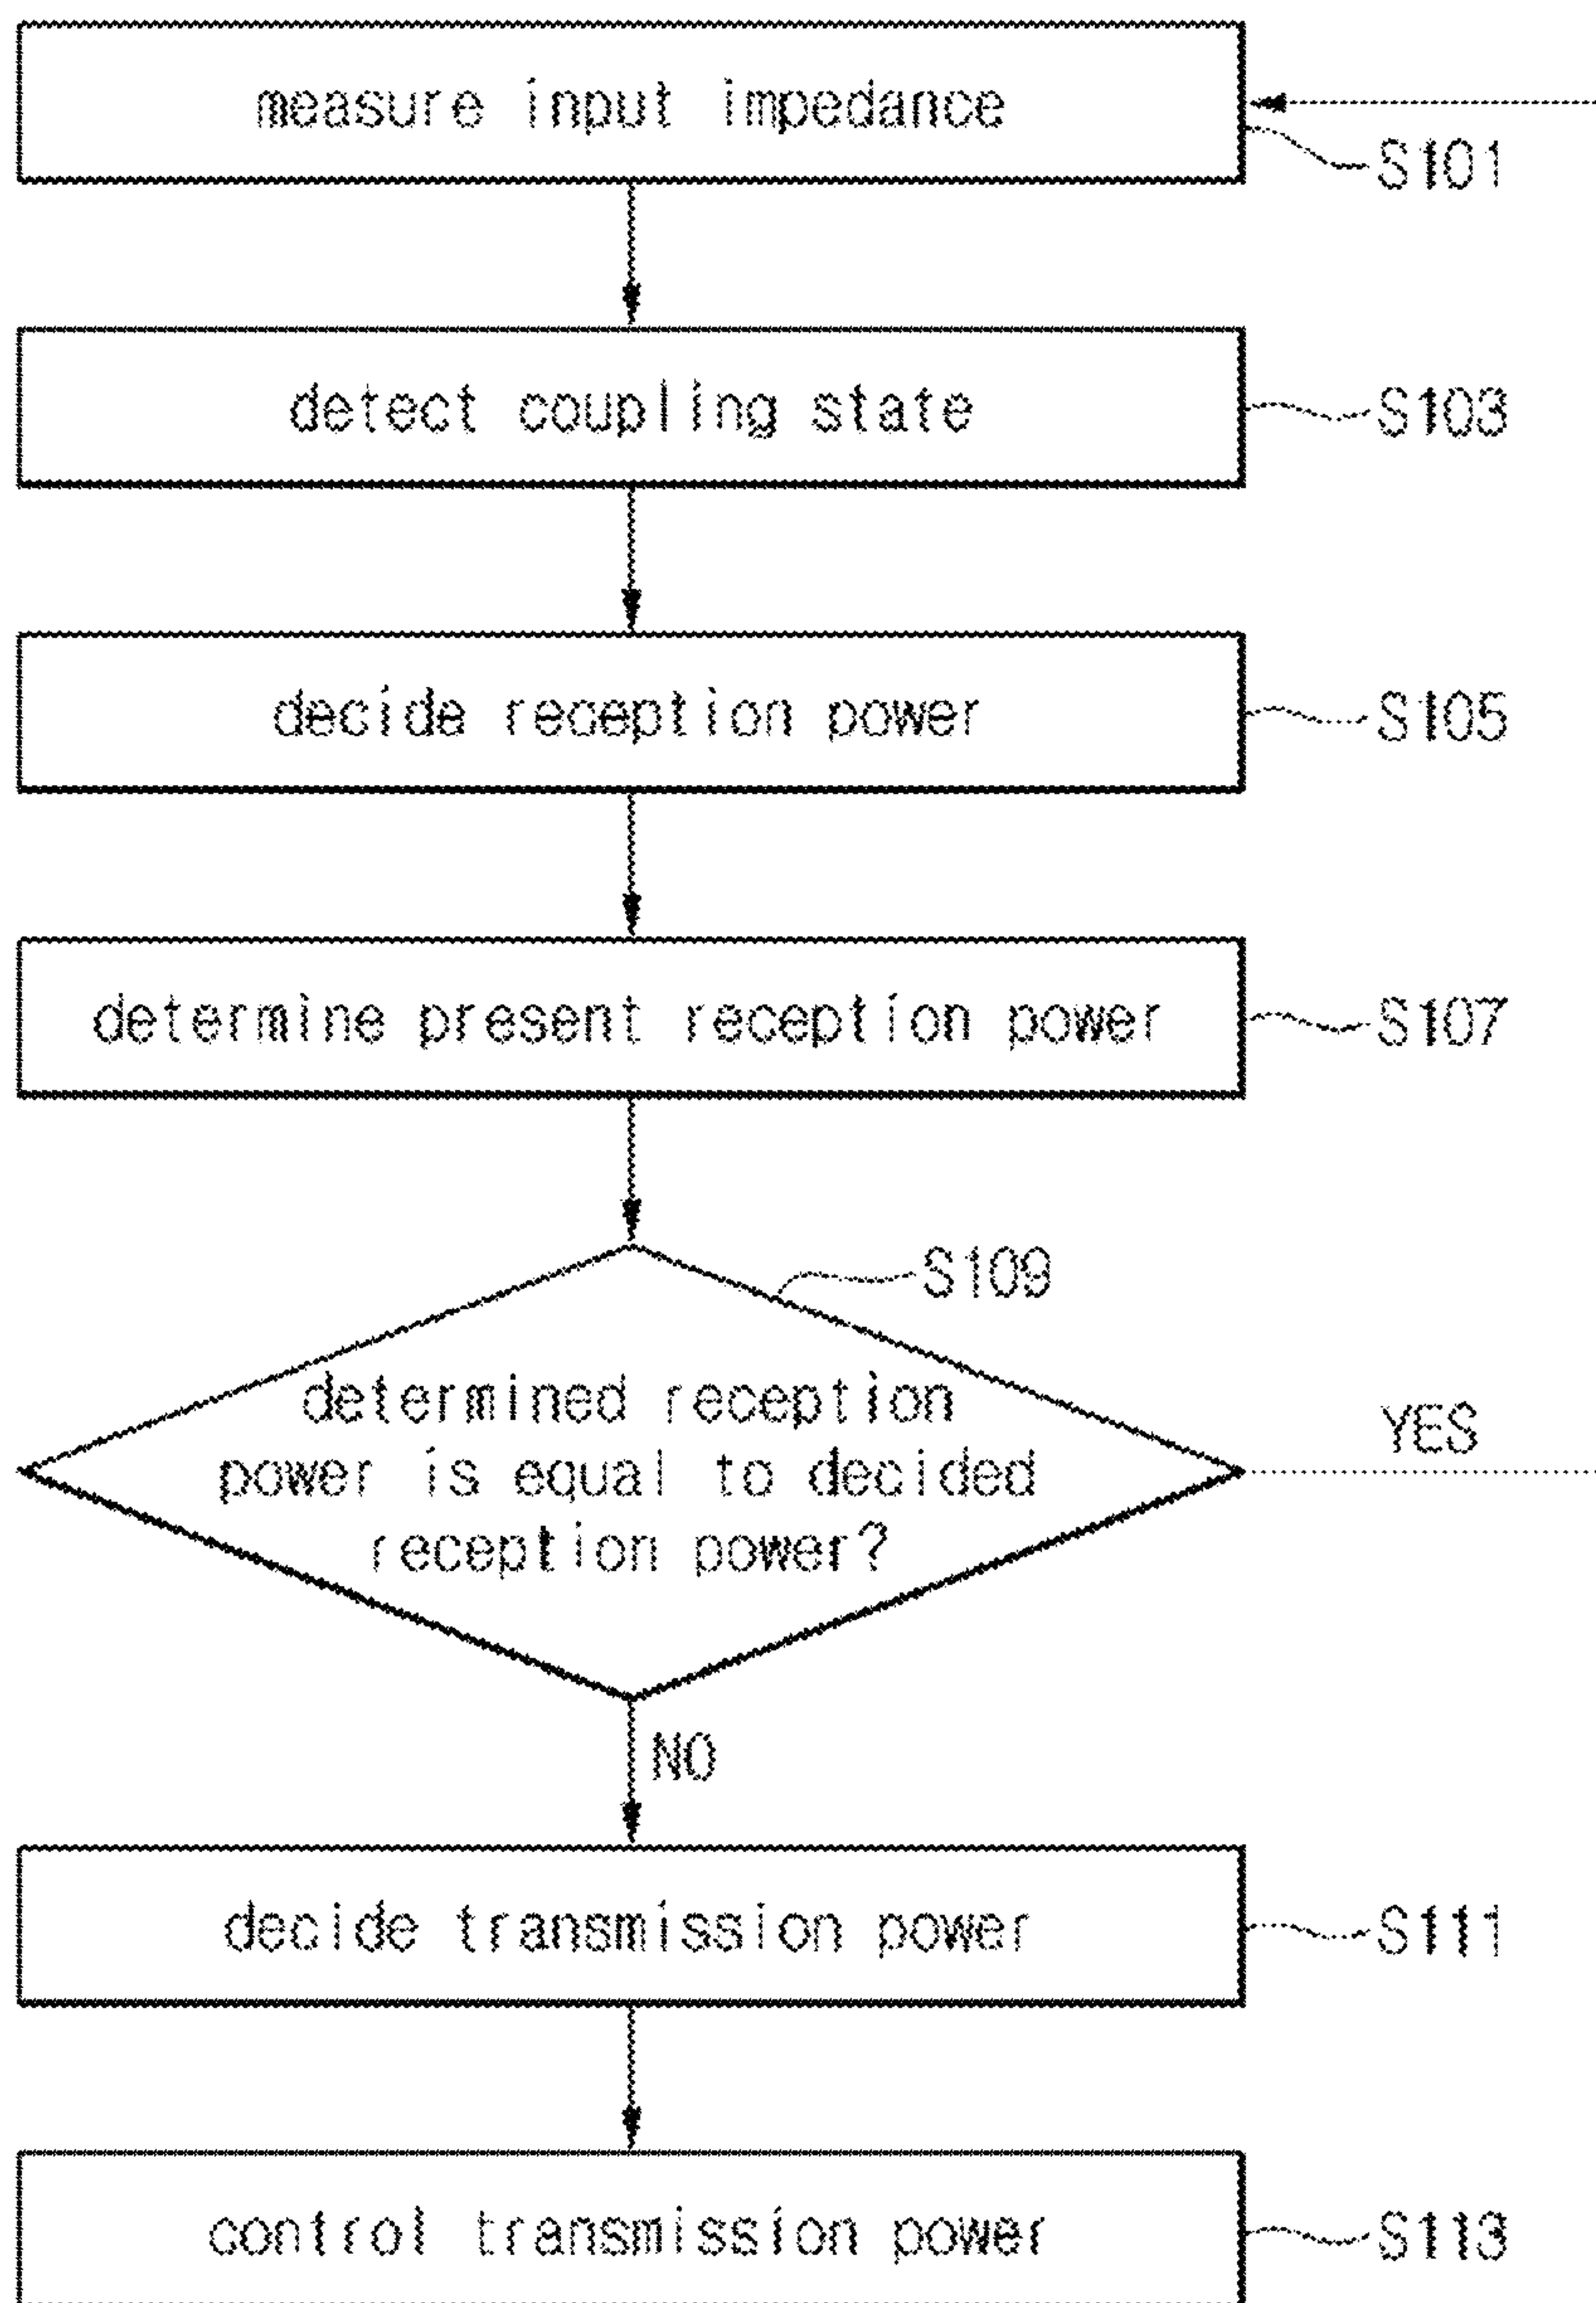 measure input impedance
S101
detect coupling state
S103
decide reception power
S105
determine present reception power
S107
S109
determined reception
power is equal to decided
reception power?
YES
NO
decide transmission power
S111
control transmission power
S113